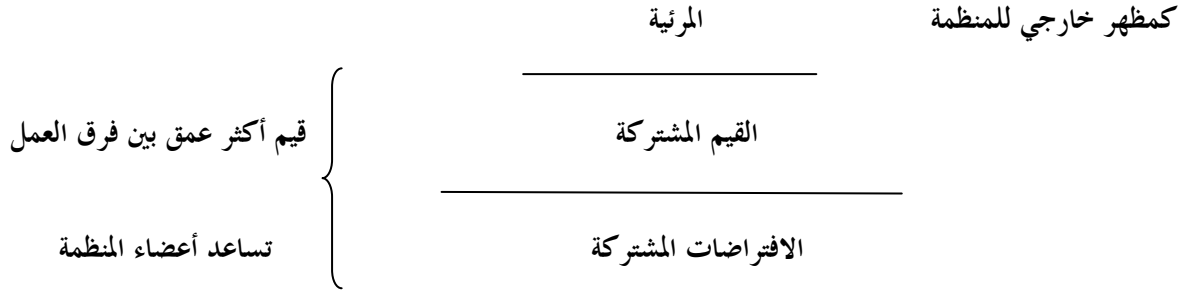 كمظهر خارجي للمنظمة
المرئية
القيم المشتركة
قيم أكثر عمق بين فرق العمل
الافتراضات المشتركة
تساعد أعضاء المنظمة